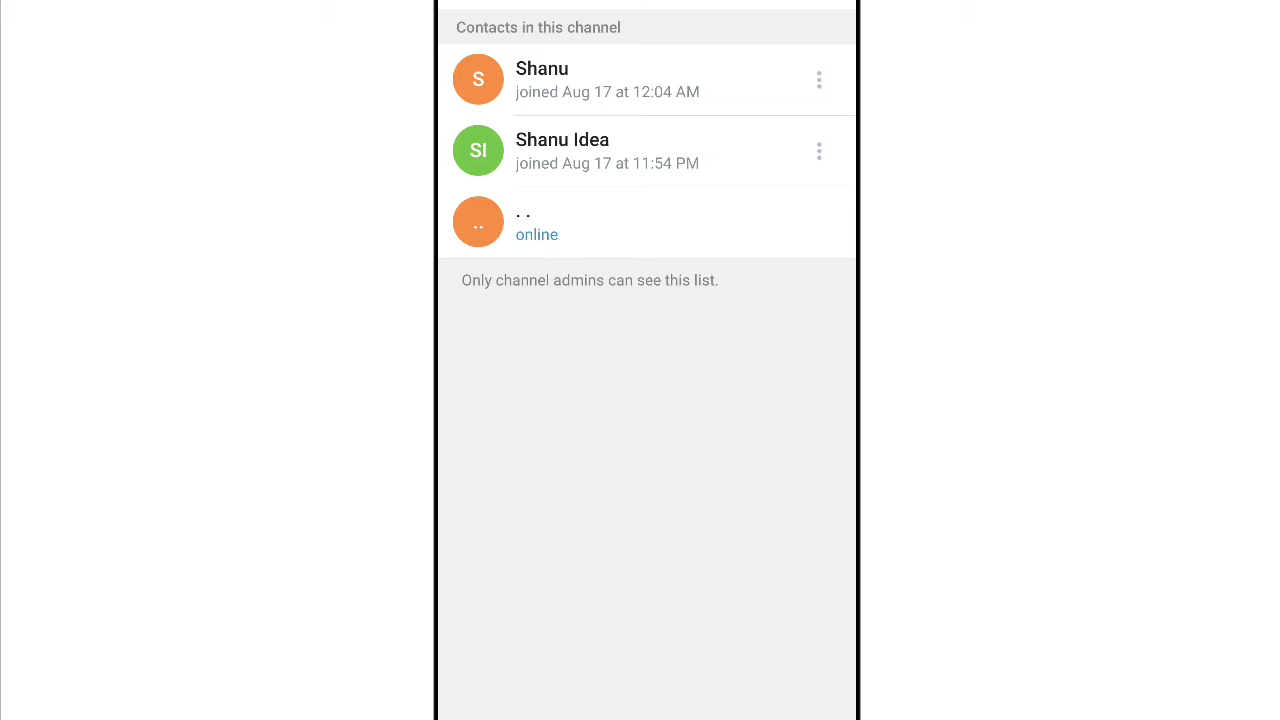 Contacts in this channel
S
Shanu
joined Aug 17 at 12:04 AM
SI
Shanu Idea
joined Aug 17 at 11:54 PM
..
. .
online
Only channel admins can see this list.